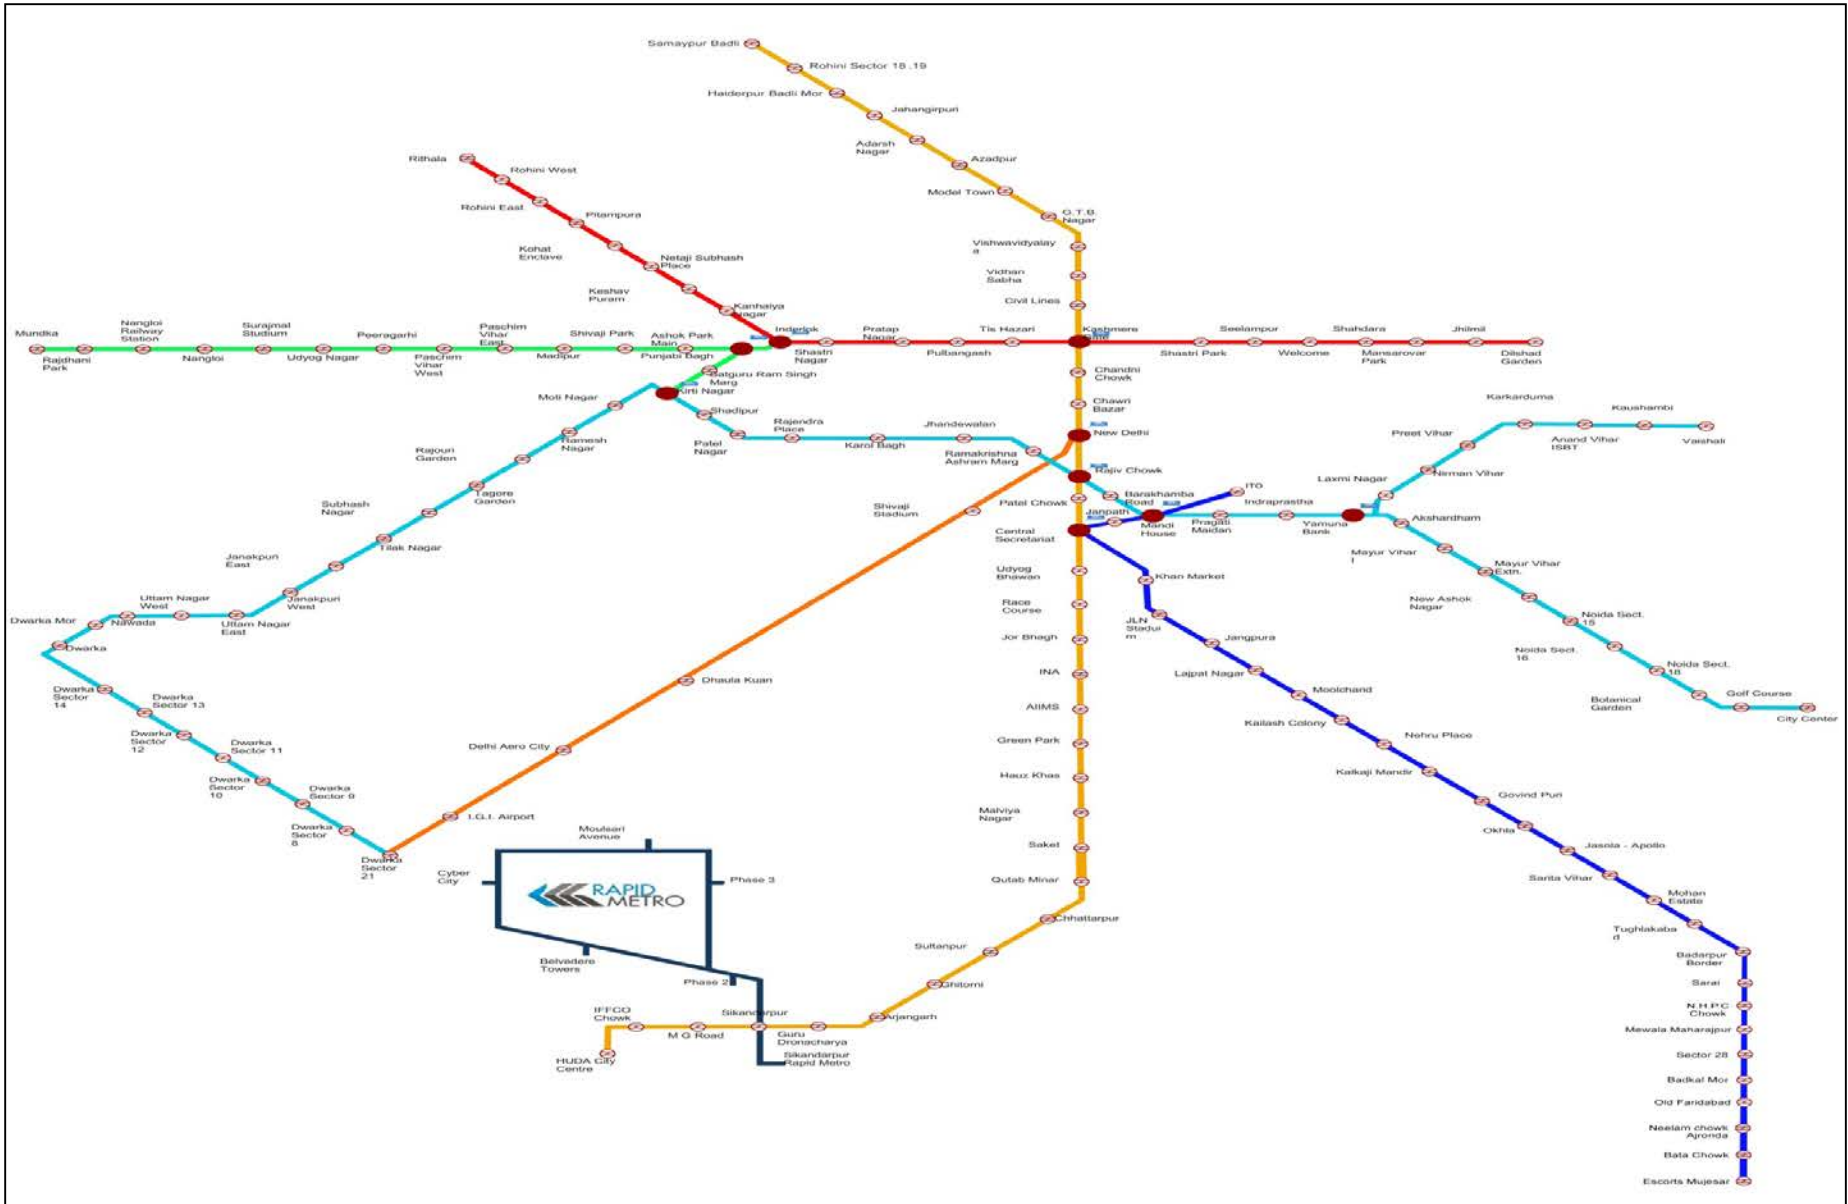 Samaypur Badli
Rohini Sector 18 .19
Haiderpur Badli Mor
Jahangirpuri
Adarsh
Nagar
Azadpur
Model Town
G.T.B.
Nagar
Vishwavidyalay
a
Vidhan
Sabha
Civil Lines
Rithala
Rohini West
Rohini East
Pitampura
Kohat
Enclave
Netaji Subhash
Place
Keshav
Puram
Kanhaiya
Nagar
Inderlok
Shastri
Nagar
Pratap
Nagar
Pulbangash
Tis Hazari
Kashmere
Gate
Shastri Park
Seelampur
Welcome
Shahdara
Mansarovar
Park
Jhilmil
Dilshad
Garden
Mundka
Rajdhani
Park
Nangloi
Railway
Station
Nangloi
Surajmal
Studium
Udyog Nagar
Peeragarhi
Paschim
Vihar
West
Paschim
Vihar
East
Madipur
Shivaji Park
Ashok Park
Main
Punjabi Bagh
Satguru Ram Singh
Marg
Kirti Nagar
Moti Nagar
Ramesh
Nagar
Rajouri
Garden
Tagore
Garden
Subhash
Nagar
Tilak Nagar
Janakpuri
East
Janakpuri
West
Uttam Nagar
West
Uttam Nagar
East
Nawada
Dwarka Mor
Dwarka
Dwarka
Sector
14
Dwarka
Sector 13
Dwarka
Sector
12
Dwarka
Sector 11
Dwarka
Sector
10
Dwarka
Sector 9
Dwarka
Sector
8
Dwarka
Sector
21
Shadipur
Patel
Nagar
Rajendra
Place
Karol Bagh
Jhandewalan
Ramakrishna
Ashram Marg
Chandni
Chowk
Chawri
Bazar
New Delhi
Rajiv Chowk
Patel Chowk
Barakhamba
Road
Janpath
Mandi
House
ITO
Pragati
Maidan
Indraprastha
Yamuna
Bank
Laxmi Nagar
Nirman Vihar
Preet Vihar
Karkarduma
Anand Vihar
ISBT
Kaushambi
Vaishali
Akshardham
Mayur Vihar
I
Mayur Vihar
Extn.
New Ashok
Nagar
Noida Sect.
15
Noida Sect.
16
Noida Sect.
18
Botanical
Garden
Golf Course
City Center
Shivaji
Stadium
Dhaula Kuan
Delhi Aero City
I.G.I. Airport
Central
Secretariat
Udyog
Bhawan
Race
Course
Jor Bhagh
INA
AIIMS
Green Park
Hauz Khas
Malviya
Nagar
Saket
Qutab Minar
Chhattarpur
Sultanpur
Ghitorni
Arjangarh
Guru
Dronacharya
Sikandarpur
M G Road
IFFCO
Chowk
HUDA City
Centre
Khan Market
JLN
Stadui
m
Jangpura
Lajpat Nagar
Moolchand
Kailash Colony
Nehru Place
Kalkaji Mandir
Govind Puri
Okhla
Jasola - Apollo
Sarita Vihar
Mohan
Estate
Tughlakaba
d
Badarpur
Border
Sarai
N.H.P.C
Chowk
Mewala Maharajpur
Sector 28
Badkal Mor
Old Faridabad
Neelam chowk
Ajronda
Bata Chowk
Escorts Mujesar
Moulsari
Avenue
Cyber
City
Phase 3
RAPID
METRO
Belvedere
Towers
Phase 2
Sikandarpur
Rapid Metro